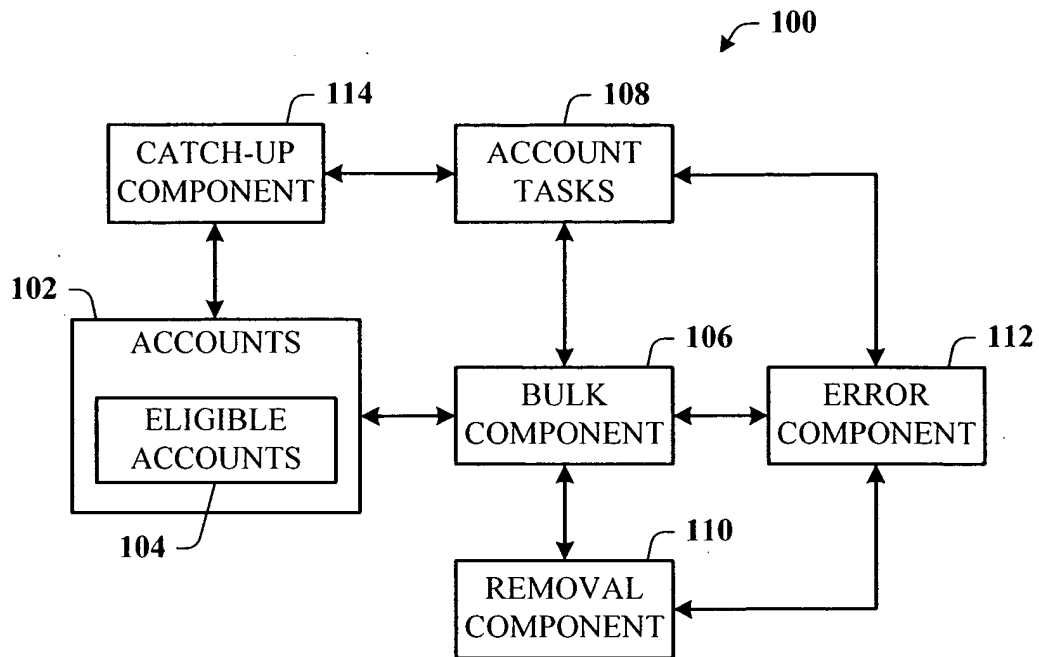 100
114
108
CATCH-UP
COMPONENT
ACCOUNT
TASKS
102
ACCOUNTS
106
112
ELIGIBLE
ACCOUNTS
BULK
COMPONENT
ERROR
COMPONENT
104
110
REMOVAL
COMPONENT